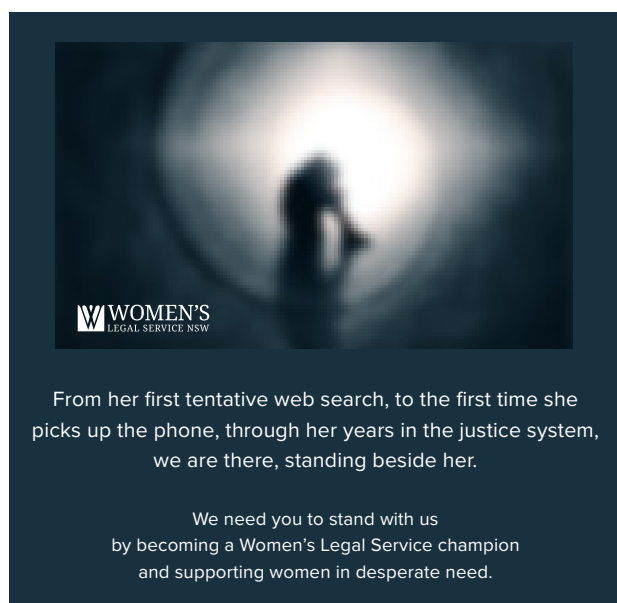 WOMEN'S
LEGAL SERVICE NSW
From her first tentative web search, to the first time she
picks up the phone, through her years in the justice system,
we are there, standing beside her.
We need you to stand with us
by becoming a Women's Legal Service champion
and supporting women in desperate need.